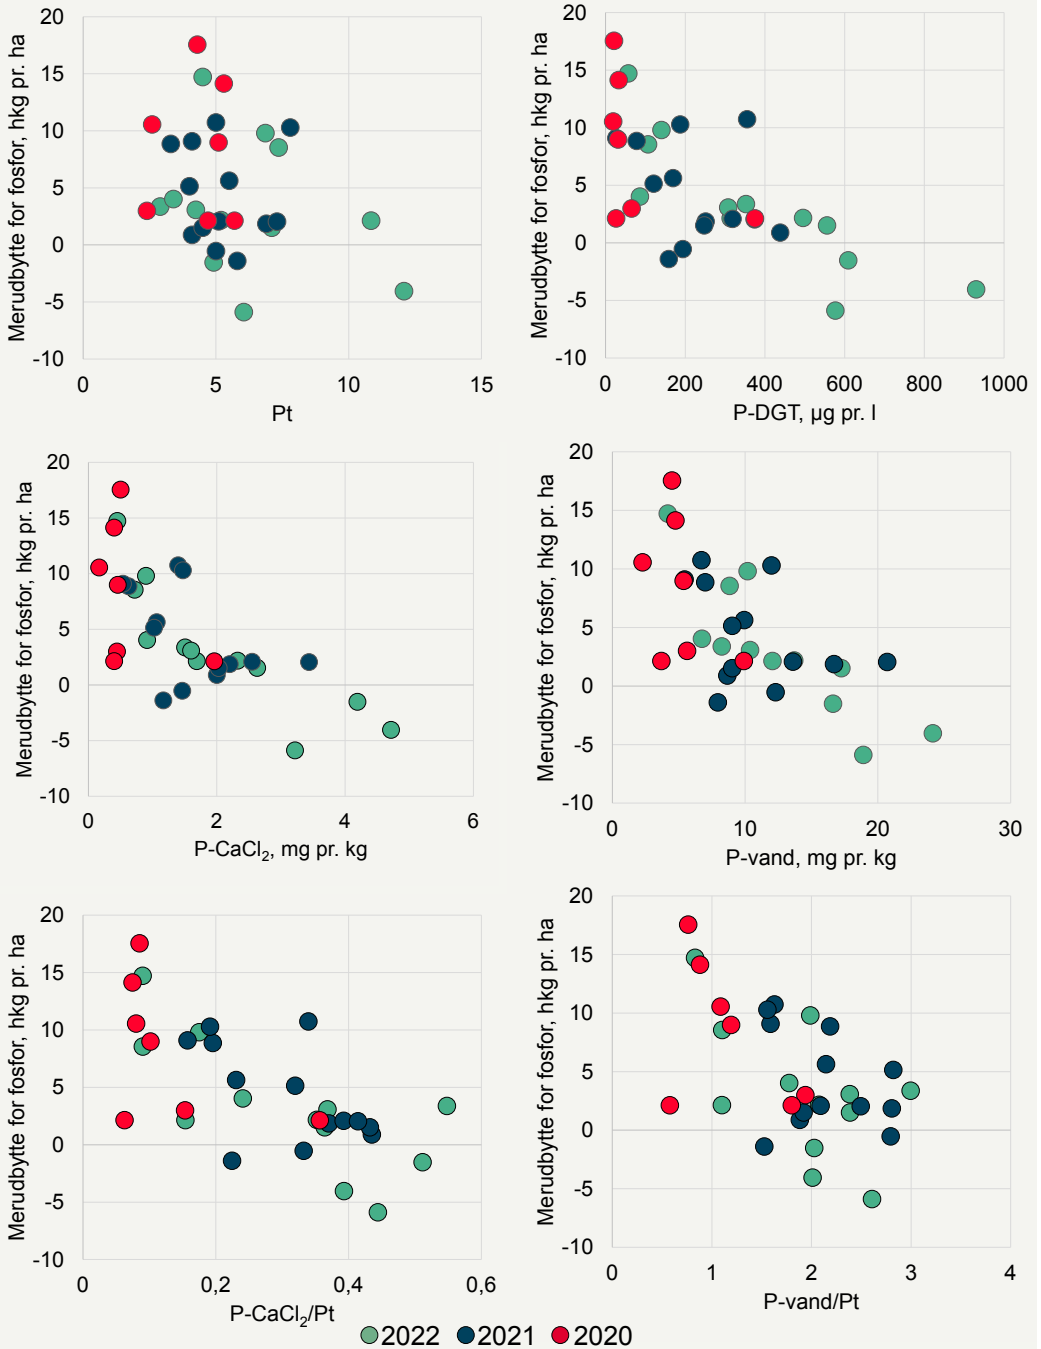 Merudbytte for fosfor, hkg pr. ha
20
15
10
5
0
-5
-10
0 5 10 15
Pt
Merudbytte for fosfor, hkg pr. ha
20
15
10
5
0
-5
-10
0 200 400 600 800 1000
P-DGT, µg pr. l
Merudbytte for fosfor, hkg pr. ha
20
15
10
5
0
-5
-10
0 2 4 6
P-CaCl₂, mg pr. kg
Merudbytte for fosfor, hkg pr. ha
20
15
10
5
0
-5
-10
0 10 20 30
P-vand, mg pr. kg
Merudbytte for fosfor, hkg pr. ha
20
15
10
5
0
-5
-10
0 0,2 0,4 0,6
P-CaCl₂/Pt
Merudbytte for fosfor, hkg pr. ha
20
15
10
5
0
-5
-10
0 1 2 3 4
P-vand/Pt
2022 2021 2020